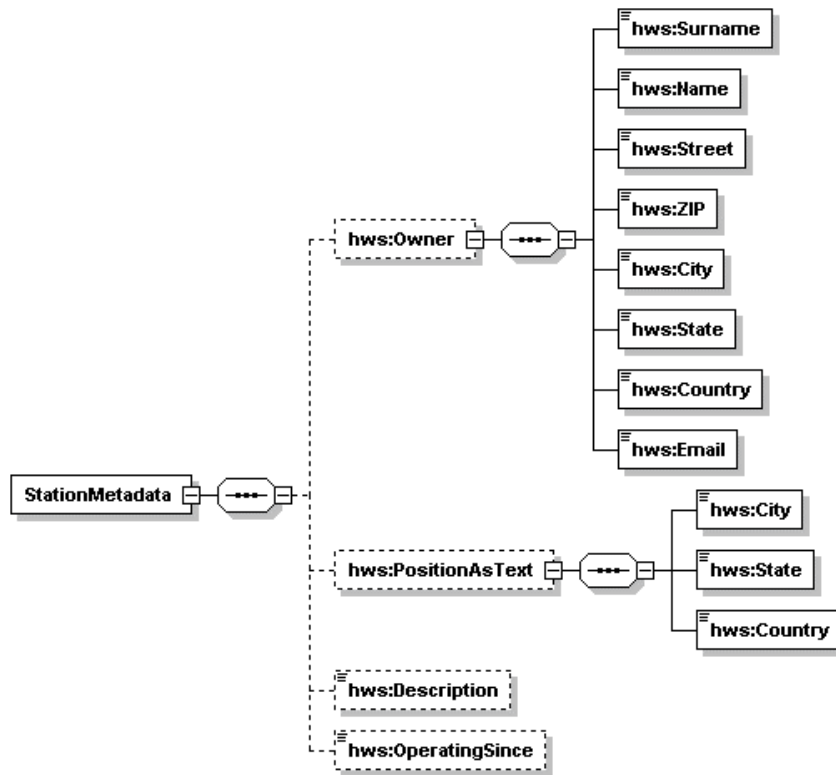 hws:Surname
hws:Name
hws:Street
hws:ZIP
hws:Owner
hws:City
hws:State
hws:Country
hws:Email
StationMetadata
hws:City
hws:PositionAsText
hws:State
hws:Country
hws:Description
hws:OperatingSince